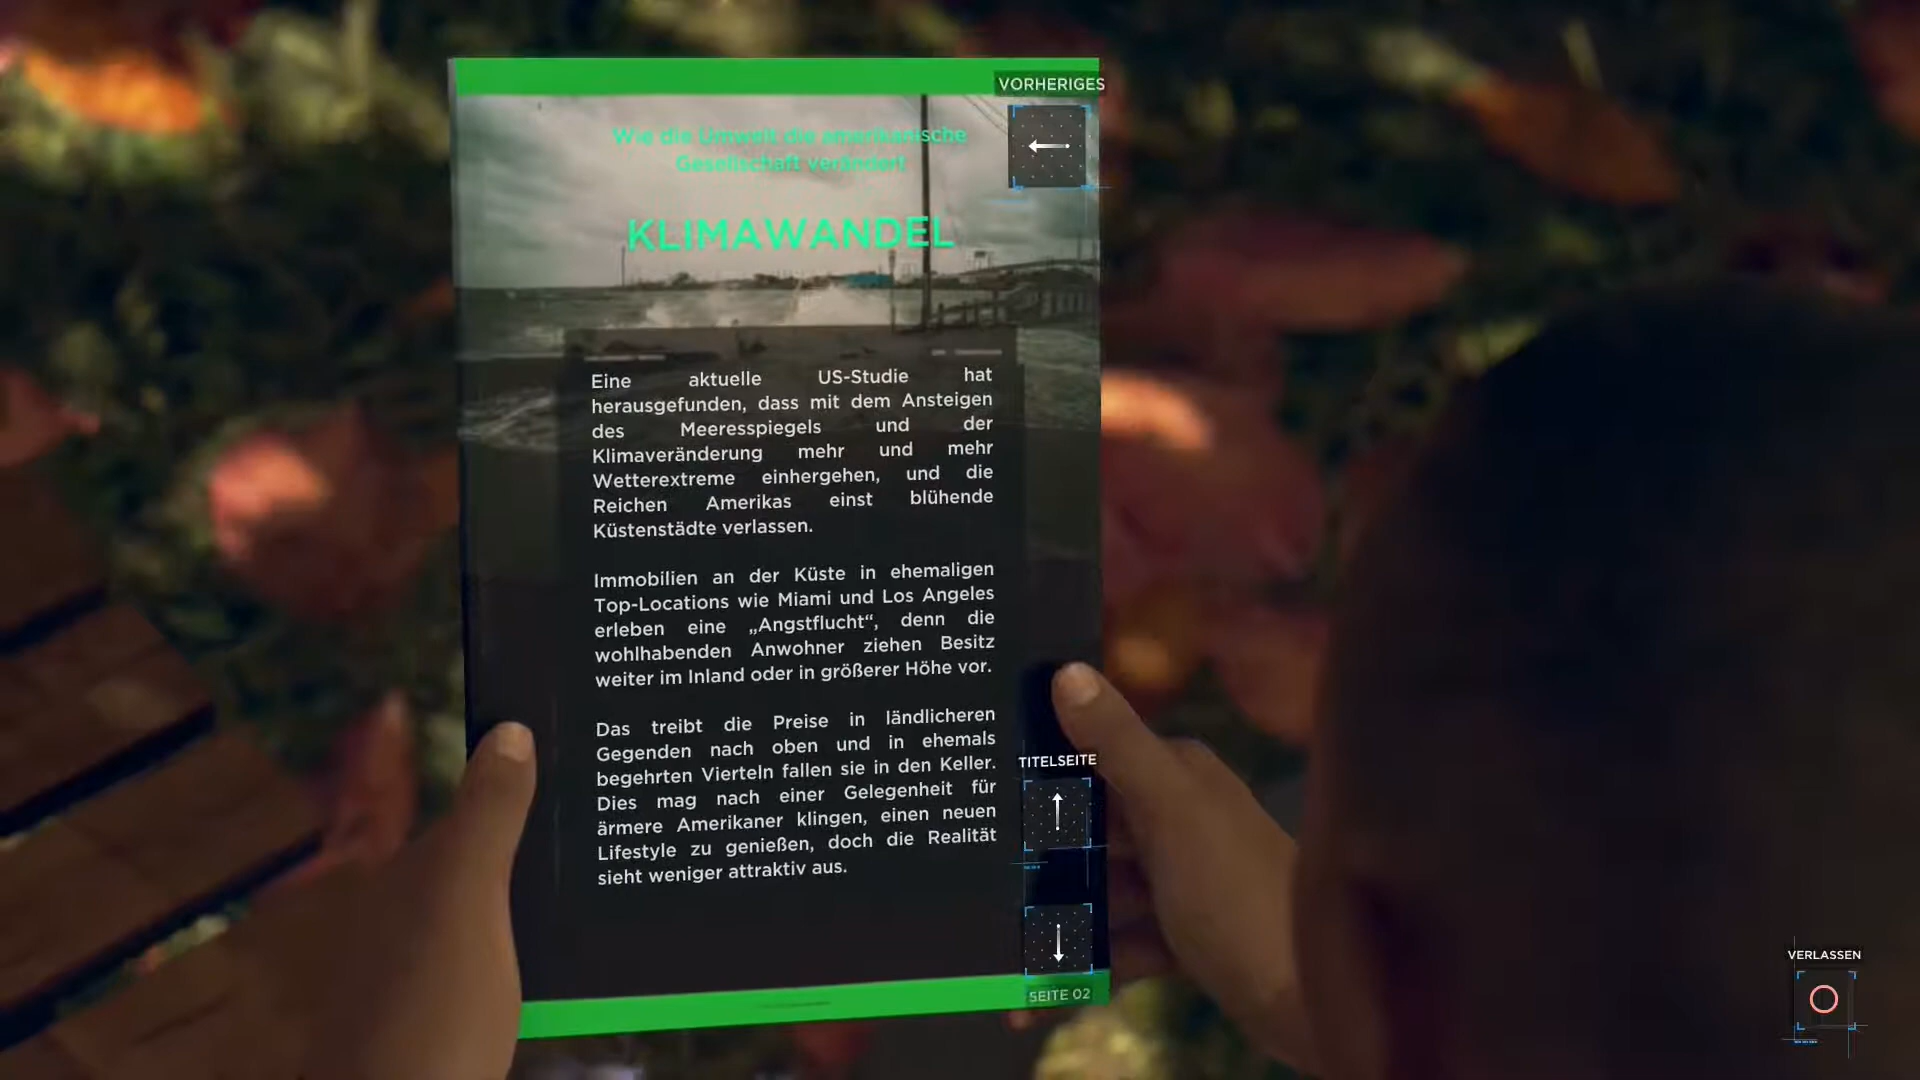 VORHERIGES
Wie die Umwelt die amerikanische
Gesellschaft verändert
KLIMAWANDEL
Eine aktuelle US-Studie hat
herausgefunden, dass mit dem Ansteigen
des Meeresspiegels und der
Klimaveränderung mehr und mehr
Wetterextreme einhergehen, und die
Reichen Amerikas einst blühende
Küstenstädte verlassen.
Immobilien an der Küste in ehemaligen
Top-Locations wie Miami und Los Angeles
erleben eine „Angstflucht“, denn die
wohlhabenden Anwohner ziehen Besitz
weiter im Inland oder in größerer Höhe vor.
Das treibt die Preise in ländlicheren
Gegenden nach oben und in ehemals
begehrten Vierteln fallen sie in den Keller.
Dies mag nach einer Gelegenheit für
ärmere Amerikaner klingen, einen neuen
Lifestyle zu genießen, doch die Realität
sieht weniger attraktiv aus.
TITELSEITE
SEITE 02
VERLASSEN